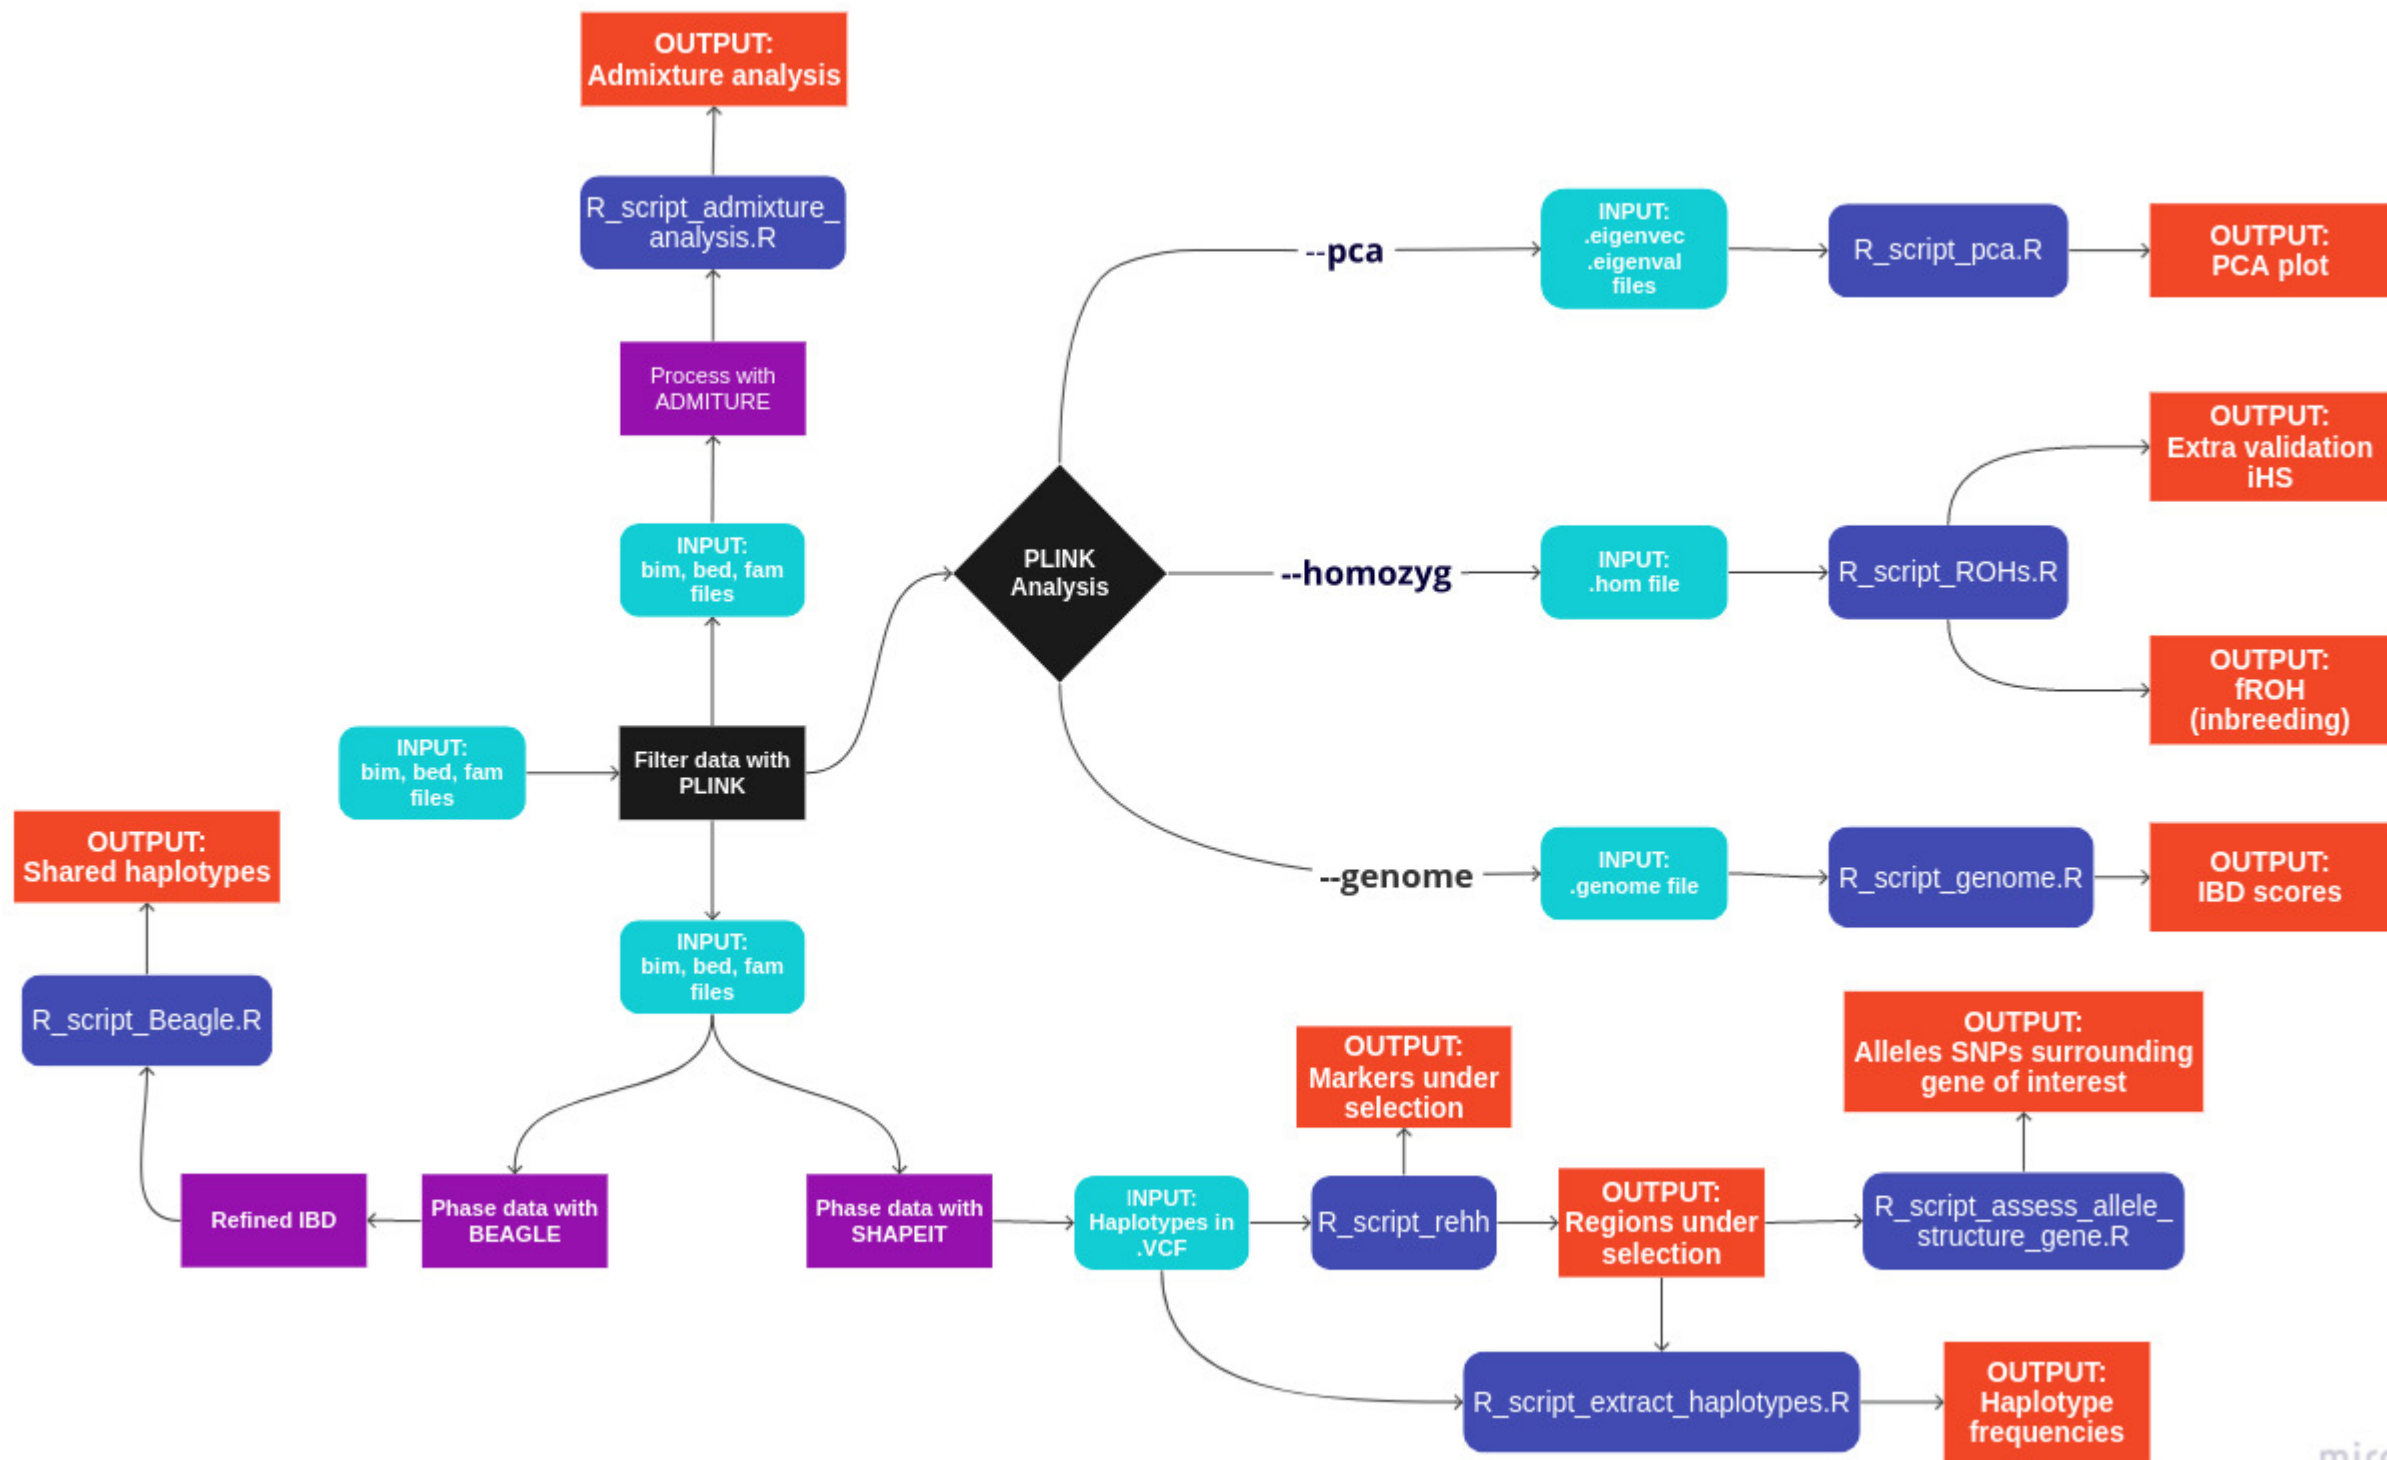 OUTPUT:
Admixture analysis
R_script_admixture_
analysis.R
Process with
ADMITURE
INPUT:
bim, bed, fam
files
INPUT:
bim, bed, fam
files
Filter data with
PLINK
PLINK
Analysis
--pca
INPUT:
.eigenvec
.eigenval
files
R_script_pca.R
OUTPUT:
PCA plot
--homozyg
INPUT:
.hom file
R_script_ROHs.R
OUTPUT:
Extra validation
iHS
OUTPUT:
fROH
(inbreeding)
--genome
INPUT:
.genome file
R_script_genome.R
OUTPUT:
IBD scores
OUTPUT:
Shared haplotypes
R_script_Beagle.R
Refined IBD
INPUT:
bim, bed, fam
files
Phase data with
BEAGLE
Phase data with
SHAPEIT
INPUT:
Haplotypes in
.VCF
OUTPUT:
Markers under
selection
R_script_rehh
OUTPUT:
Regions under
selection
OUTPUT:
Alleles SNPs surrounding
gene of interest
R_script_assess_allele_
structure_gene.R
R_script_extract_haplotypes.R
OUTPUT:
Haplotype
frequencies